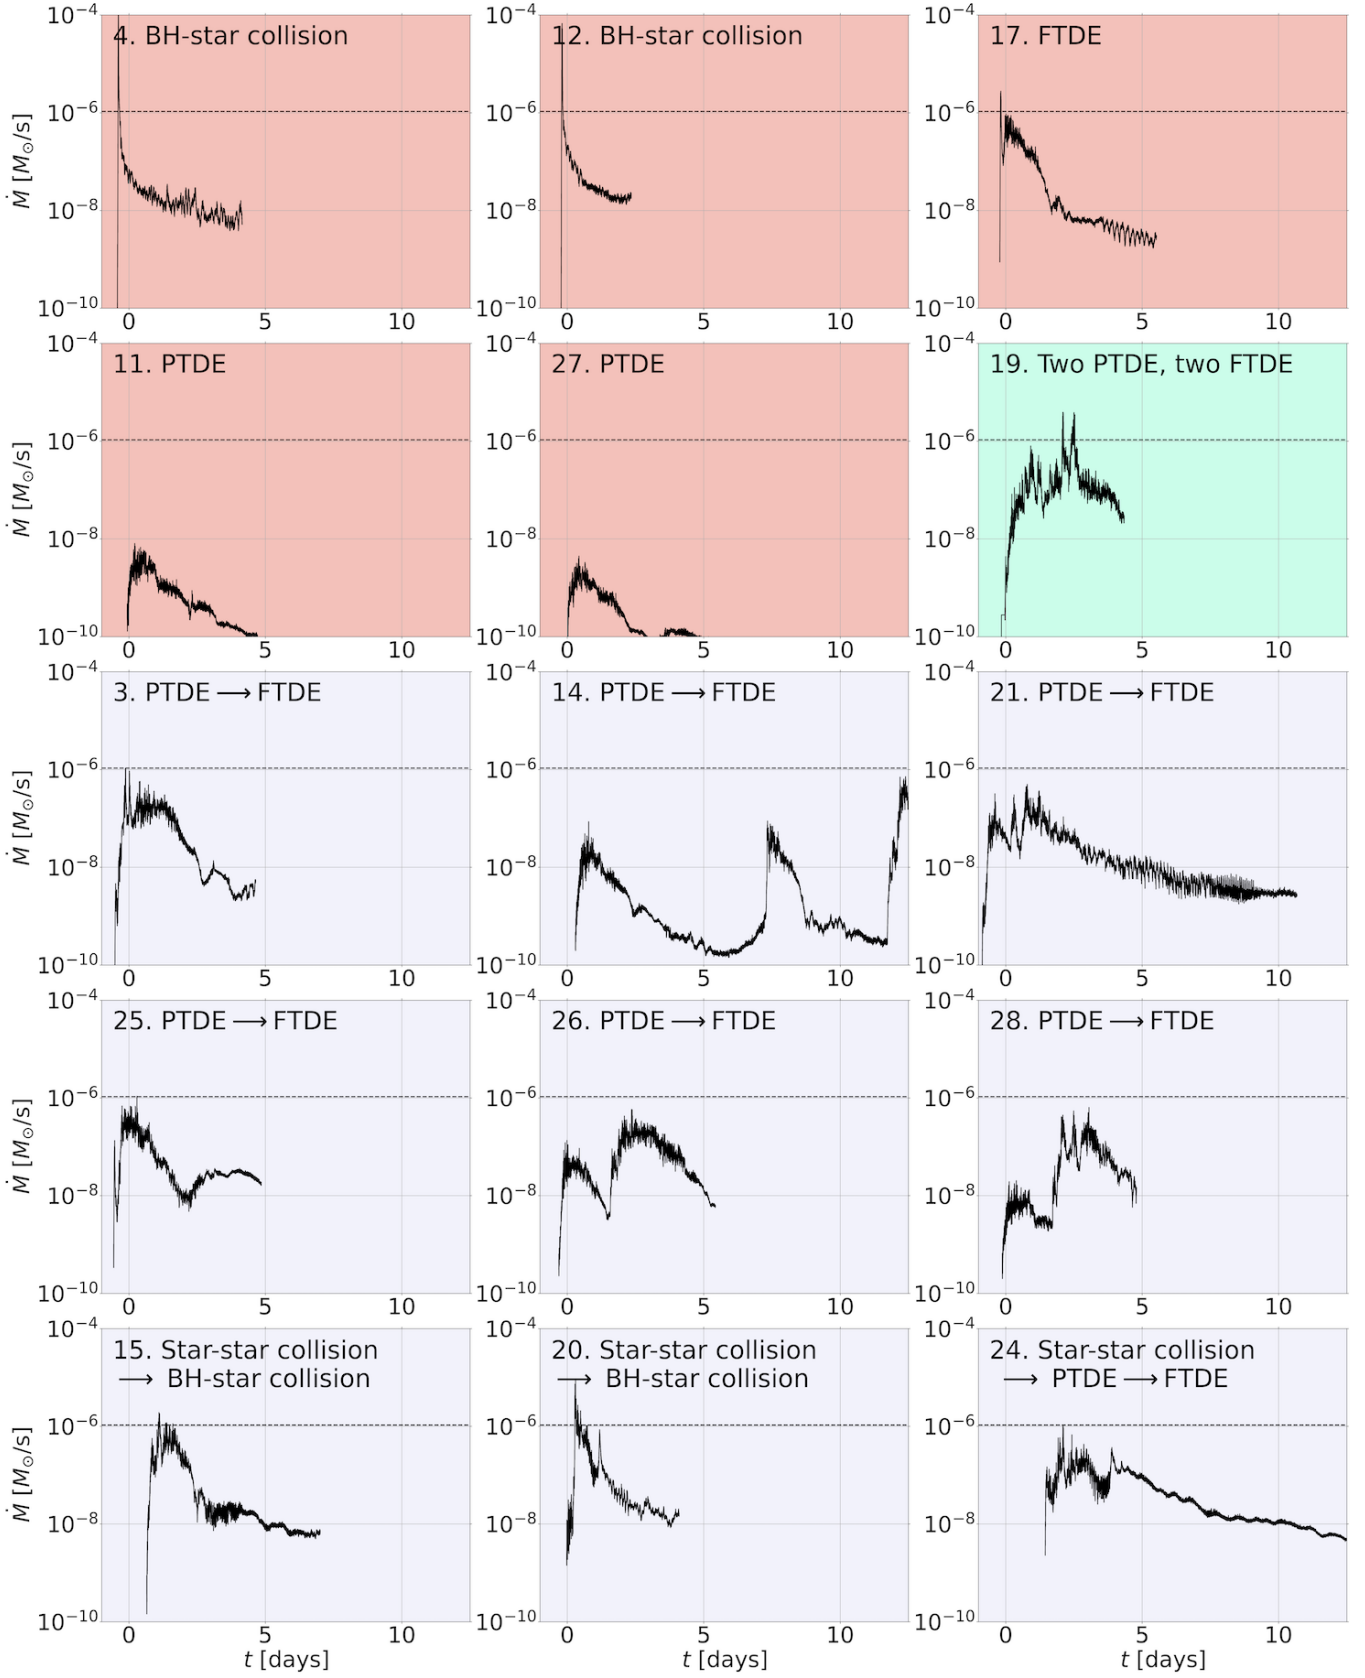 4. BH-star collision
12. BH-star collision
17. FTDE
10⁻⁴
10⁻⁶
10⁻⁸
10⁻¹⁰
Ṁ [M⊙/s]
0 5 10
10⁻⁴
10⁻⁶
10⁻⁸
10⁻¹⁰
0 5 10
10⁻⁴
10⁻⁶
10⁻⁸
10⁻¹⁰
0 5 10
11. PTDE
27. PTDE
19. Two PTDE, two FTDE
10⁻⁴
10⁻⁶
10⁻⁸
10⁻¹⁰
Ṁ [M⊙/s]
0 5 10
10⁻⁴
10⁻⁶
10⁻⁸
10⁻¹⁰
0 5 10
10⁻⁴
10⁻⁶
10⁻⁸
10⁻¹⁰
0 5 10
3. PTDE → FTDE
14. PTDE → FTDE
21. PTDE → FTDE
10⁻⁴
10⁻⁶
10⁻⁸
10⁻¹⁰
Ṁ [M⊙/s]
0 5 10
10⁻⁴
10⁻⁶
10⁻⁸
10⁻¹⁰
0 5 10
10⁻⁴
10⁻⁶
10⁻⁸
10⁻¹⁰
0 5 10
25. PTDE → FTDE
26. PTDE → FTDE
28. PTDE → FTDE
10⁻⁴
10⁻⁶
10⁻⁸
10⁻¹⁰
Ṁ [M⊙/s]
0 5 10
10⁻⁴
10⁻⁶
10⁻⁸
10⁻¹⁰
0 5 10
10⁻⁴
10⁻⁶
10⁻⁸
10⁻¹⁰
0 5 10
15. Star-star collision
→ BH-star collision
20. Star-star collision
→ BH-star collision
24. Star-star collision
→ PTDE → FTDE
10⁻⁴
10⁻⁶
10⁻⁸
10⁻¹⁰
Ṁ [M⊙/s]
0 5 10
t [days]
10⁻⁴
10⁻⁶
10⁻⁸
10⁻¹⁰
0 5 10
t [days]
10⁻⁴
10⁻⁶
10⁻⁸
10⁻¹⁰
0 5 10
t [days]